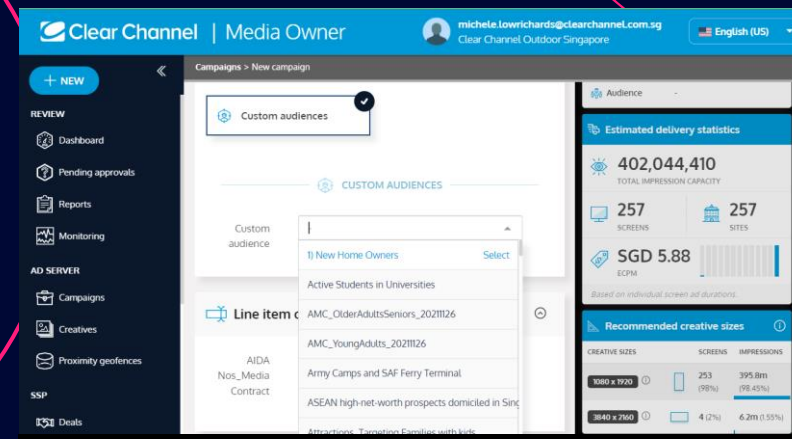 Clear Channel | Media Owner
michele.lowrichards@clearchannel.com.sg
Clear Channel Outdoor Singapore
English (US)
+ NEW
Campaigns > New campaign
REVIEW
Dashboard
Pending approvals
Reports
Monitoring
AD SERVER
Campaigns
Creatives
Proximity geofences
SSP
Deals
Custom audiences
CUSTOM AUDIENCES
Custom
audience
1) New Home Owners Select
Active Students in Universities
AMC_OlderAdultsSeniors_20211126
AMC_YoungAdults_20211126
Army Camps and SAF Ferry Terminal
ASEAN high-net-worth prospects domiciled in Sing
Attractions, Targeting Families with kids
Line item
AIDA
Nos_Media
Contract
Audience -
Estimated delivery statistics
402,044,410
TOTAL IMPRESSION CAPACITY
257
SCREENS
257
SITES
SGD 5.88
ECPM
Based on individual screen ad durations.
Recommended creative sizes
CREATIVE SIZES SCREENS IMPRESSIONS
1080 x 1920 253 395.8m
(98%) (98.45%)
3840 x 2160 4 (2%) 6.2m (1.55%)